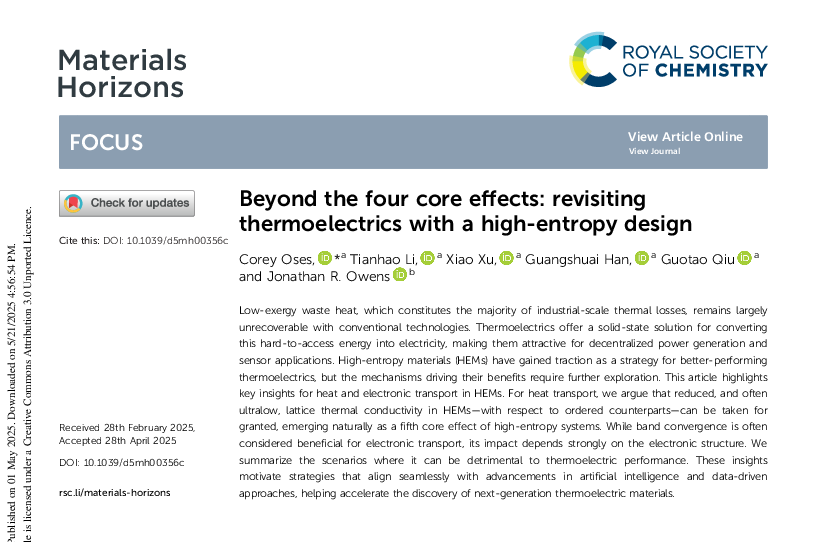 Materials
Horizons
ROYAL SOCIETY
OF CHEMISTRY
FOCUS
View Article Online
View Journal
Check for updates
Cite this: DOI: 10.1039/d5mh00356c
Received 28th February 2025,
Accepted 28th April 2025
DOI: 10.1039/d5mh00356c
rsc.li/materials-horizons
Beyond the four core effects: revisiting
thermoelectrics with a high-entropy design
Corey Oses, iD *a Tianhao Li, iD a Xiao Xu, iD a Guangshuai Han, iD a Guotao Qiu iD a
and Jonathan R. Owens iD b
Low-exergy waste heat, which constitutes the majority of industrial-scale thermal losses, remains largely
unrecoverable with conventional technologies. Thermoelectrics offer a solid-state solution for converting
this hard-to-access energy into electricity, making them attractive for decentralized power generation and
sensor applications. High-entropy materials (HEMs) have gained traction as a strategy for better-performing
thermoelectrics, but the mechanisms driving their benefits require further exploration. This article highlights
key insights for heat and electronic transport in HEMs. For heat transport, we argue that reduced, and often
ultralow, lattice thermal conductivity in HEMs—with respect to ordered counterparts—can be taken for
granted, emerging naturally as a fifth core effect of high-entropy systems. While band convergence is often
considered beneficial for electronic transport, its impact depends strongly on the electronic structure. We
summarize the scenarios where it can be detrimental to thermoelectric performance. These insights
motivate strategies that align seamlessly with advancements in artificial intelligence and data-driven
approaches, helping accelerate the discovery of next-generation thermoelectric materials.
Published on 01 May 2025. Downloaded on 5/21/2025 4:56:54 PM.
le is licensed under a Creative Commons Attribution 3.0 Unported Licence.